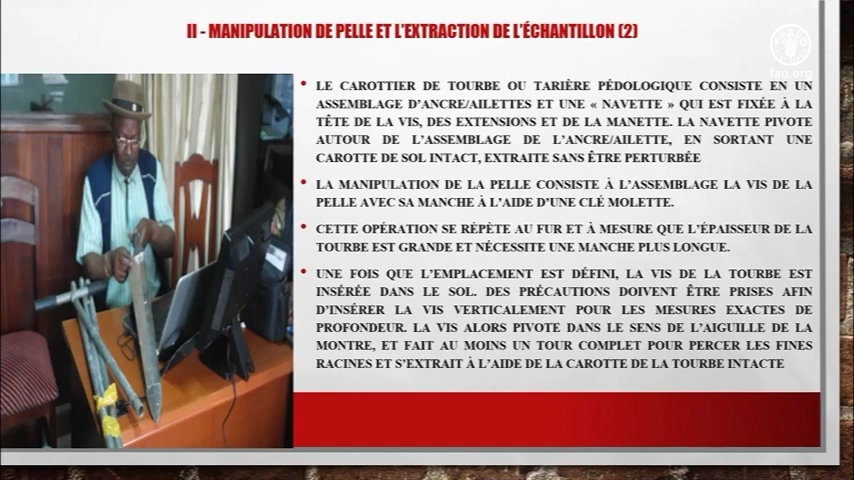 II - MANIPULATION DE PELLE ET L'EXTRACTION DE L'ÉCHANTILLON (2)
FAO
fao.org
• LE CAROTTIER DE TOURBE OU TARIÈRE PÉDOLOGIQUE CONSISTE EN UN
ASSEMBLAGE D'ANCRE/AILETTES ET UNE « NAVETTE » QUI EST FIXÉE À LA
TÊTE DE LA VIS, DES EXTENSIONS ET DE LA MANETTE. LA NAVETTE PIVOTE
AUTOUR DE L'ASSEMBLAGE DE L'ANCRE/AILETTE, EN SORTANT UNE
CAROTTE DE SOL INTACT, EXTRAITE SANS ÊTRE PERTURBÉE
• LA MANIPULATION DE LA PELLE CONSISTE À L'ASSEMBLAGE LA VIS DE LA
PELLE AVEC SA MANCHE À L'AIDE D'UNE CLÉ MOLETTE.
• CETTE OPÉRATION SE RÉPÈTE AU FUR ET À MESURE QUE L'ÉPAISSEUR DE LA
TOURBE EST GRANDE ET NÉCESSITE UNE MANCHE PLUS LONGUE.
• UNE FOIS QUE L'EMPLACEMENT EST DÉFINI, LA VIS DE LA TOURBE EST
INSÉRÉE DANS LE SOL. DES PRÉCAUTIONS DOIVENT ÊTRE PRISES AFIN
D'INSÉRER LA VIS VERTICALEMENT POUR LES MESURES EXACTES DE
PROFONDEUR. LA VIS ALORS PIVOTE DANS LE SENS DE L'AIGUILLE DE LA
MONTRE, ET FAIT AU MOINS UN TOUR COMPLET POUR PERCER LES FINES
RACINES ET S'EXTRAIT À L'AIDE DE LA CAROTTE DE LA TOURBE INTACTE